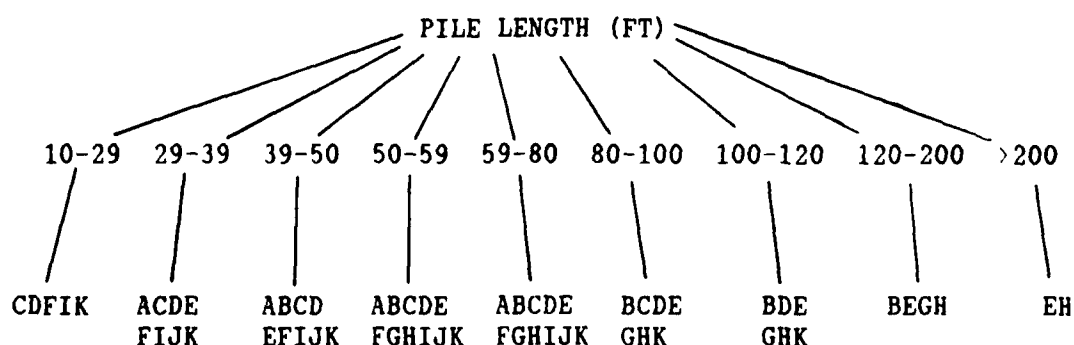 PILE LENGTH (FT)
10-29 29-39 39-50 50-59 59-80 80-100 100-120 120-200 >200
CDFIK ACDE ABCD ABCDE ABCDE BCDE BDE BEGH EH
FIJK EFIJK FGHIJK FGHIJK GHK GHK